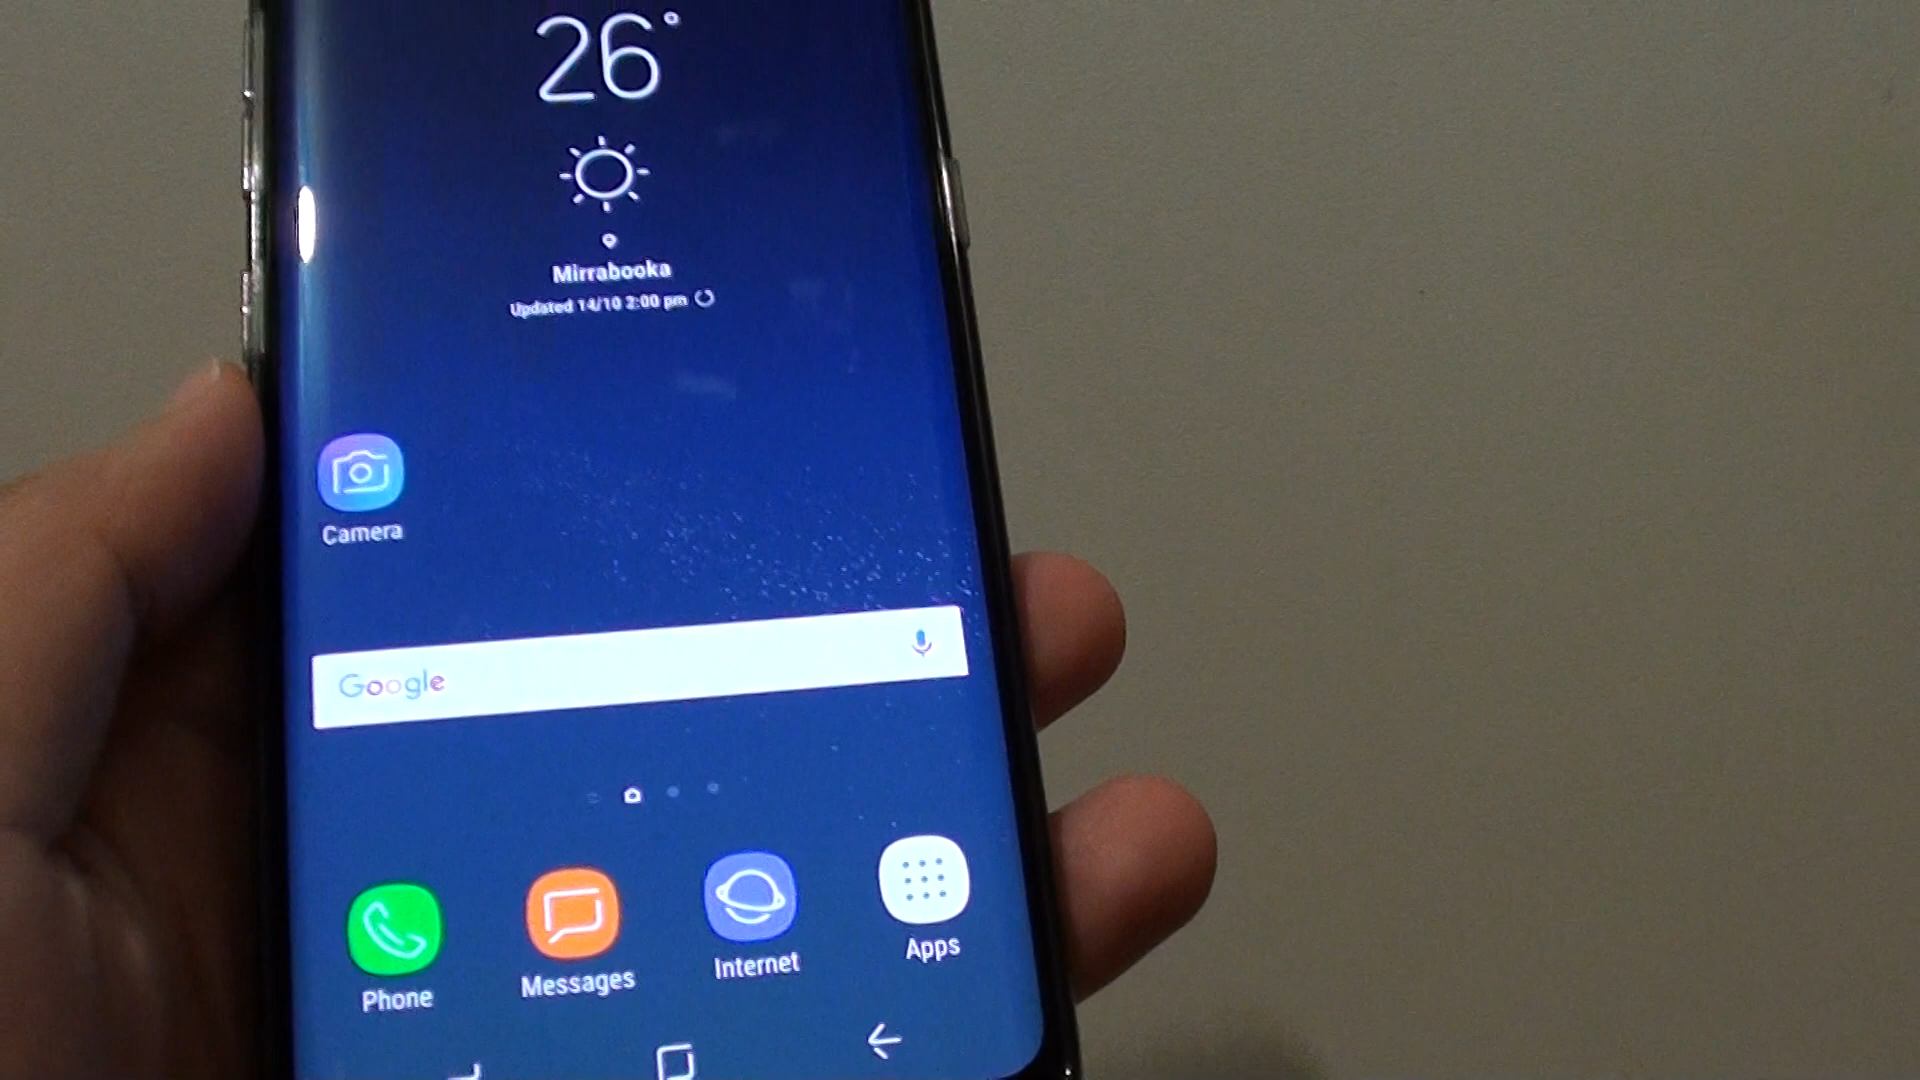 26°
Mirrabooka
Updated 14/10 2:00 pm
Camera
Google
Phone
Messages
Internet
Apps